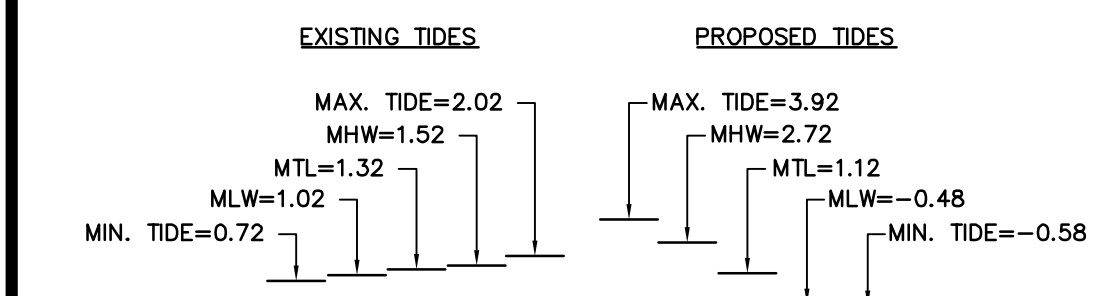 EXISTING TIDES
MAX. TIDE=2.02
MHW=1.52
MTL=1.32
MLW=1.02
MIN. TIDE=0.72
PROPOSED TIDES
MAX. TIDE=3.92
MHW=2.72
MTL=1.12
MLW=-0.48
MIN. TIDE=-0.58